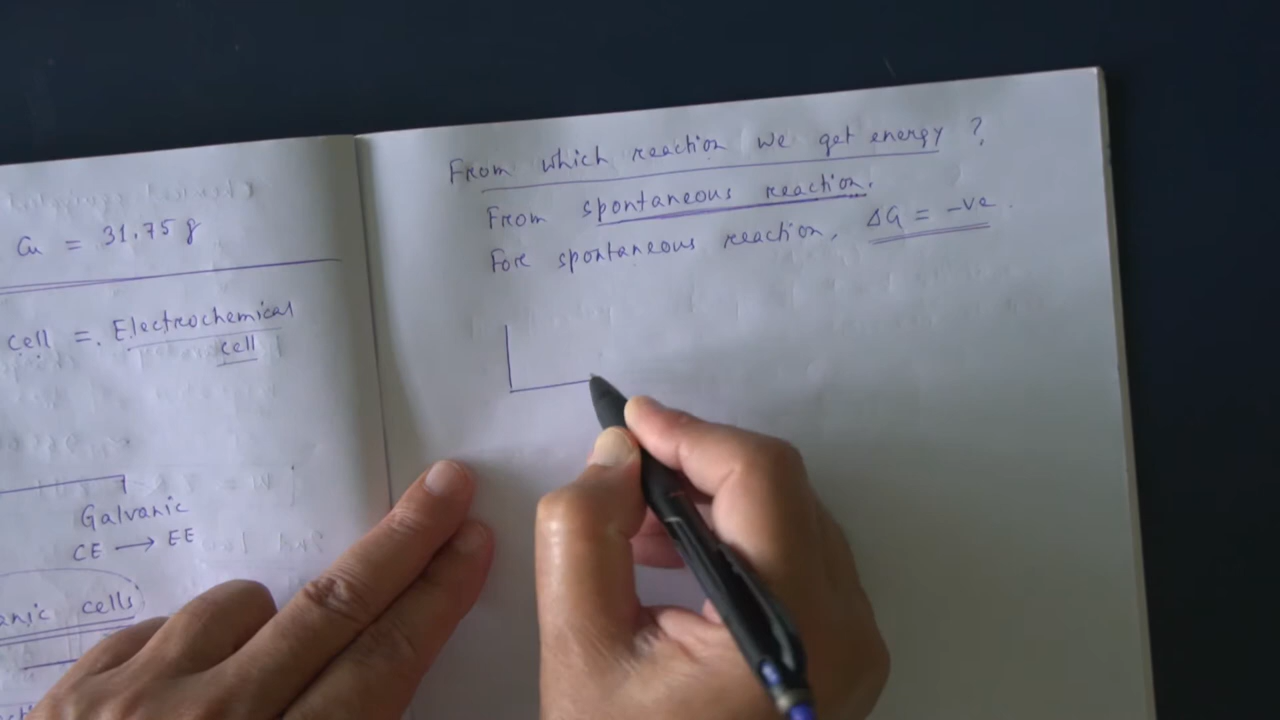 Cu = 31.75 g
cell = Electrochemical
cell
Galvanic
CE → EE
cells
From which reaction we get energy ?
From spontaneous reaction.
Fore spontaneous reaction, ΔG = -ve.